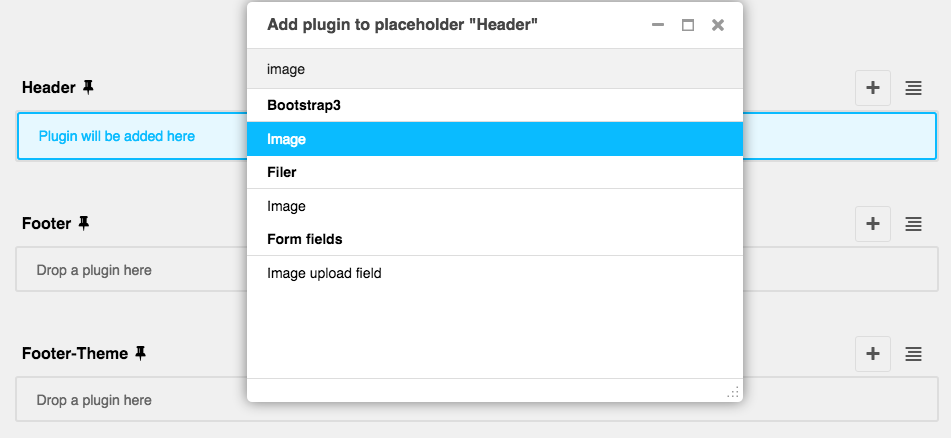 Add plugin to placeholder "Header"
image
Bootstrap3
Image
Filer
Image
Form fields
Image upload field
Header
Plugin will be added here
Footer
Drop a plugin here
Footer-Theme
Drop a plugin here